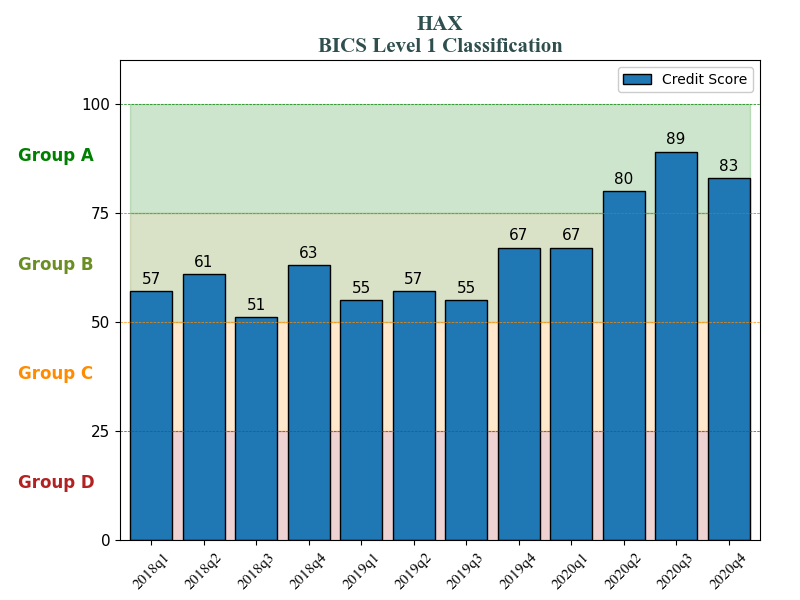 HAX
BICS Level 1 Classification
Credit Score
100
Group A
89
83
80
75
67
67
Group B
63
61
57
57
55
55
51
50
Group C
25
Group D
0
2018q1
2018q2
2018q3
2018q4
2019q1
2019q2
2019q3
2019q4
2020q1
2020q2
2020q3
2020q4